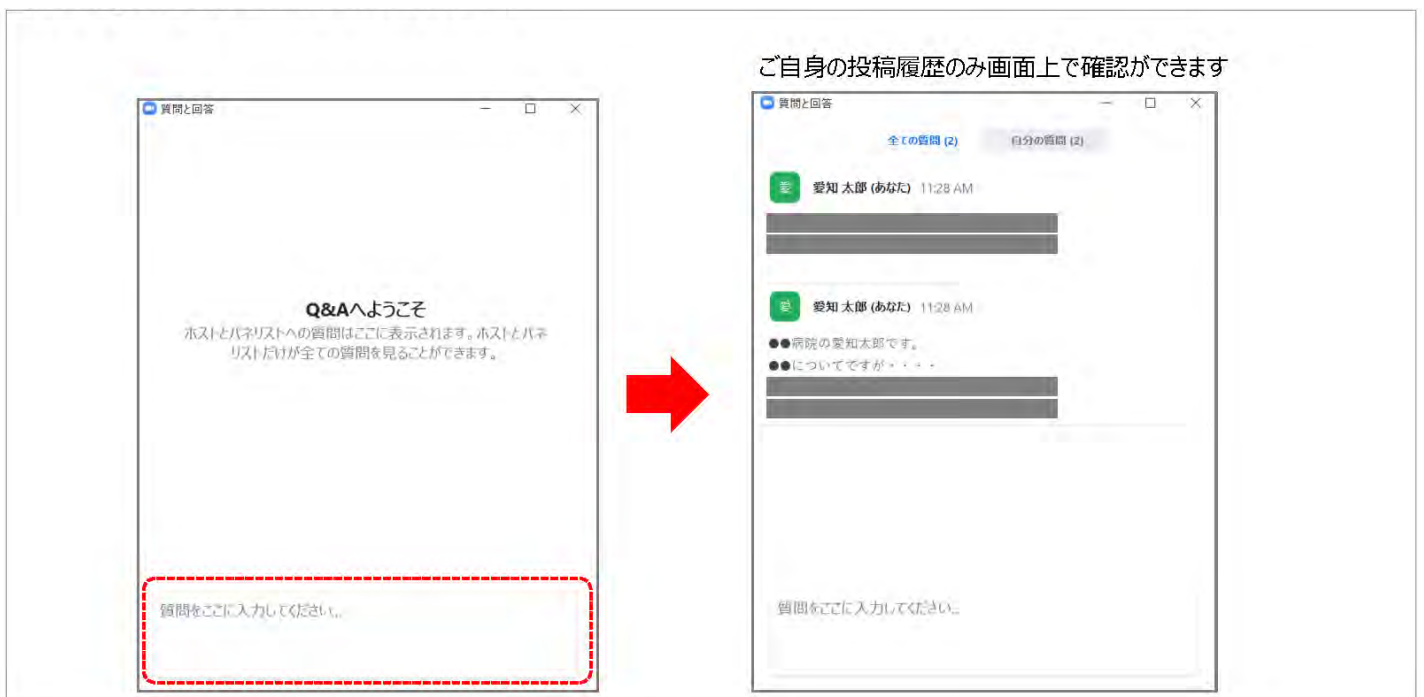 ご自身の投稿履歴のみ画面上で確認ができます
質問と回答
Q&Aへようこそ
ホストとパネリストへの質問はここに表示されます。ホストとパネ
リストだけが全ての質問を見ることができます。
質問をここに入力してください...
質問と回答
全ての質問 (2)
自分の質問 (2)
愛
愛知 太郎 (あなた) 11:28 AM
愛
愛知 太郎 (あなた) 11:28 AM
●●病院の愛知太郎です。
●●についてですが・・・・
質問をここに入力してください...